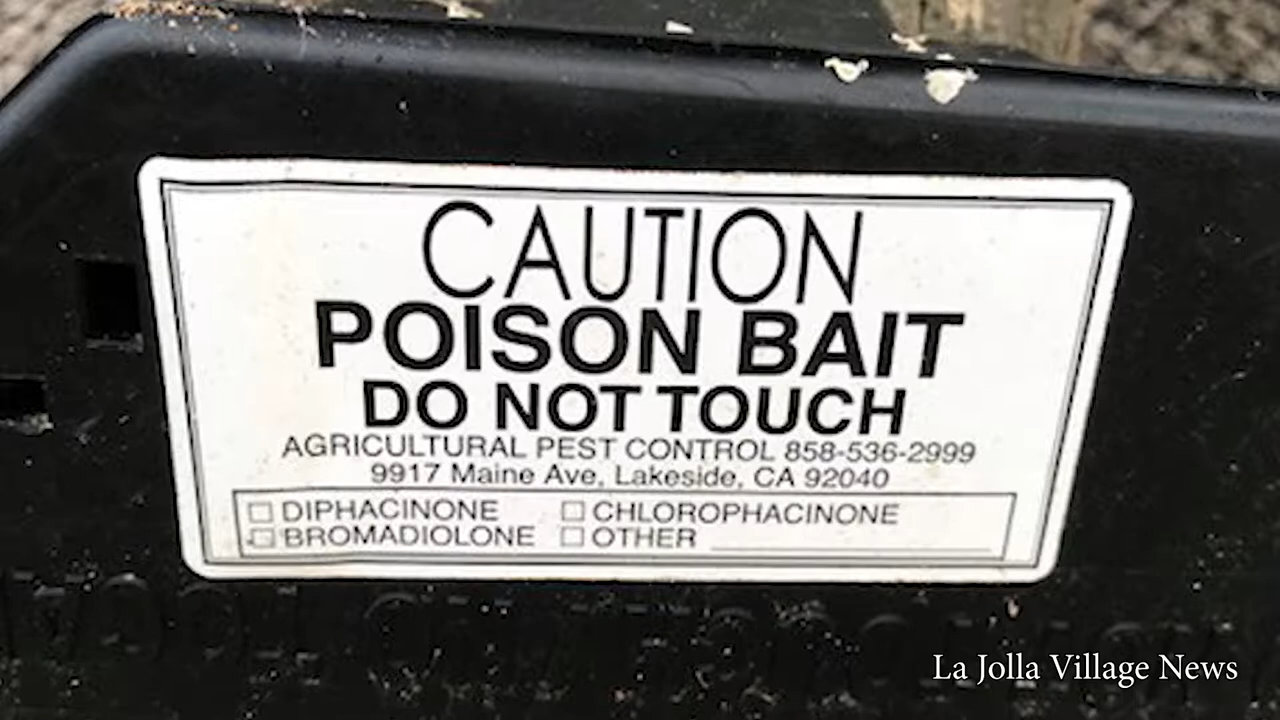 CAUTION
POISON BAIT
DO NOT TOUCH
AGRICULTURAL PEST CONTROL 858-536-2999
9917 Maine Ave, Lakeside, CA 92040
☐ DIPHACINONE ☐ CHLOROPHACINONE
☐ BROMADIOLONE ☐ OTHER
La Jolla Village News